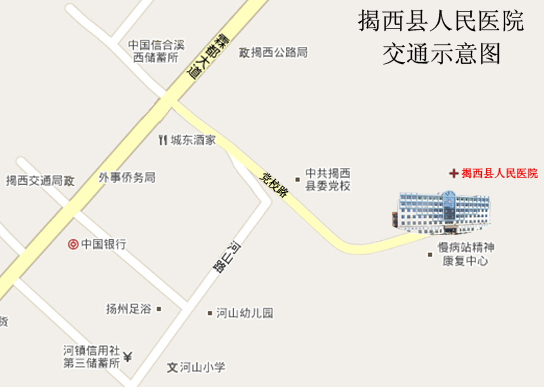 揭西县人民医院
交通示意图
中国信合溪
西储蓄所
霖都大道
政揭西公路局
城东酒家
中共揭西
县委党校
揭西县人民医院
党校路
揭西交通局政
外事侨务局
中国银行
河山路
慢病站精神
康复中心
扬州足浴
河山幼儿园
货
河镇信用社
第三储蓄所
文河山小学